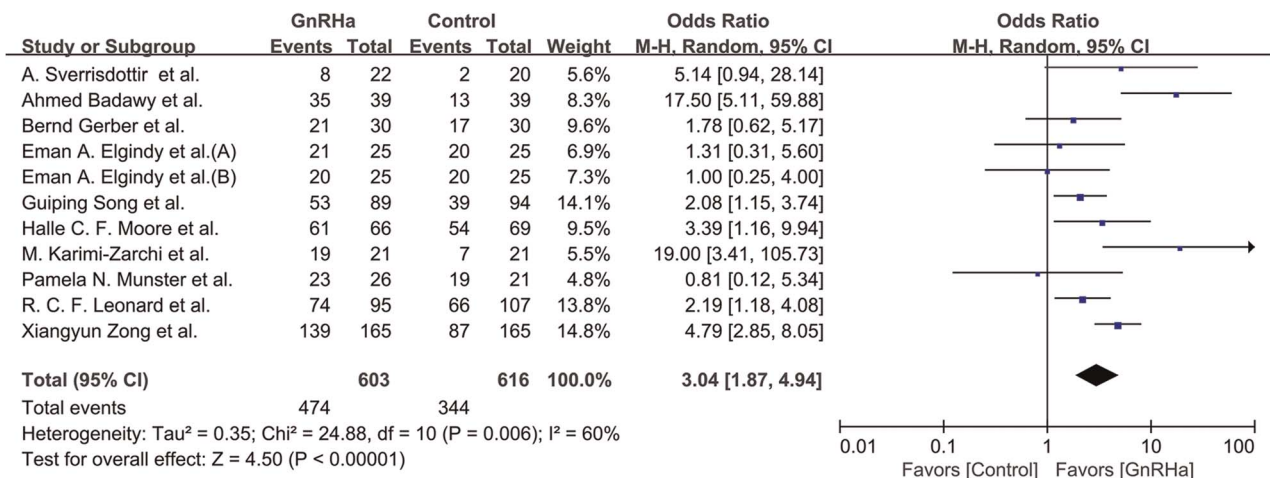 GnRHa Control Odds Ratio Odds Ratio
Study or Subgroup Events Total Events Total Weight M-H, Random, 95% CI M-H, Random, 95% CI
A. Sverrisdottir et al. 8 22 2 20 5.6% 5.14 [0.94, 28.14]
Ahmed Badawy et al. 35 39 13 39 8.3% 17.50 [5.11, 59.88]
Bernd Gerber et al. 21 30 17 30 9.6% 1.78 [0.62, 5.17]
Eman A. Elgindy et al.(A) 21 25 20 25 6.9% 1.31 [0.31, 5.60]
Eman A. Elgindy et al.(B) 20 25 20 25 7.3% 1.00 [0.25, 4.00]
Guiping Song et al. 53 89 39 94 14.1% 2.08 [1.15, 3.74]
Halle C. F. Moore et al. 61 66 54 69 9.5% 3.39 [1.16, 9.94]
M. Karimi-Zarchi et al. 19 21 7 21 5.5% 19.00 [3.41, 105.73]
Pamela N. Munster et al. 23 26 19 21 4.8% 0.81 [0.12, 5.34]
R. C. F. Leonard et al. 74 95 66 107 13.8% 2.19 [1.18, 4.08]
Xiangyun Zong et al. 139 165 87 165 14.8% 4.79 [2.85, 8.05]
Total (95% CI) 603 616 100.0% 3.04 [1.87, 4.94]
Total events 474 344
Heterogeneity: Tau² = 0.35; Chi² = 24.88, df = 10 (P = 0.006); I² = 60%
Test for overall effect: Z = 4.50 (P < 0.00001)
0.01 0.1 1 10 100
Favors [Control] Favors [GnRHa]